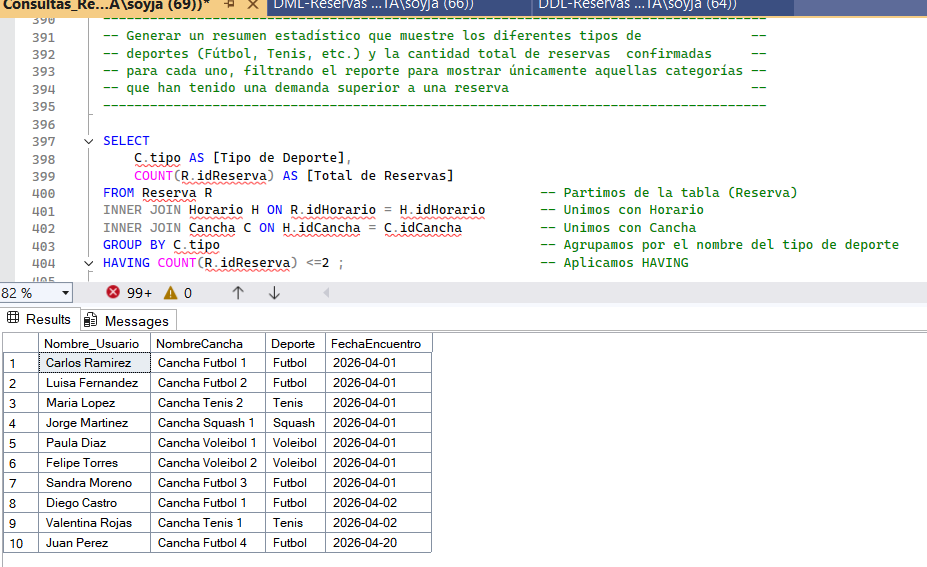 Consultas_Re...A\soyja (69))*
DML-Reservas ...TA\soyja (66))
DDL-Reservas ...TA\soyja (64))
390 ------------------------------------------------------------------------------------
391 -- Generar un resumen estadístico que muestre los diferentes tipos de --
392 -- deportes (Fútbol, Tenis, etc.) y la cantidad total de reservas confirmadas --
393 -- para cada uno, filtrando el reporte para mostrar únicamente aquellas categorías --
394 -- que han tenido una demanda superior a una reserva --
395 ------------------------------------------------------------------------------------
396
397 SELECT
398 C.tipo AS [Tipo de Deporte],
399 COUNT(R.idReserva) AS [Total de Reservas]
400 FROM Reserva R -- Partimos de la tabla (Reserva)
401 INNER JOIN Horario H ON R.idHorario = H.idHorario -- Unimos con Horario
402 INNER JOIN Cancha C ON H.idCancha = C.idCancha -- Unimos con Cancha
403 GROUP BY C.tipo -- Agrupamos por el nombre del tipo de deporte
404 HAVING COUNT(R.idReserva) <=2 ; -- Aplicamos HAVING
405
82 % 99+ 0
Results Messages
Nombre_Usuario NombreCancha Deporte FechaEncuentro
1 Carlos Ramirez Cancha Futbol 1 Futbol 2026-04-01
2 Luisa Fernandez Cancha Futbol 2 Futbol 2026-04-01
3 Maria Lopez Cancha Tenis 2 Tenis 2026-04-01
4 Jorge Martinez Cancha Squash 1 Squash 2026-04-01
5 Paula Diaz Cancha Voleibol 1 Voleibol 2026-04-01
6 Felipe Torres Cancha Voleibol 2 Voleibol 2026-04-01
7 Sandra Moreno Cancha Futbol 3 Futbol 2026-04-01
8 Diego Castro Cancha Futbol 1 Futbol 2026-04-02
9 Valentina Rojas Cancha Tenis 1 Tenis 2026-04-02
10 Juan Perez Cancha Futbol 4 Futbol 2026-04-20